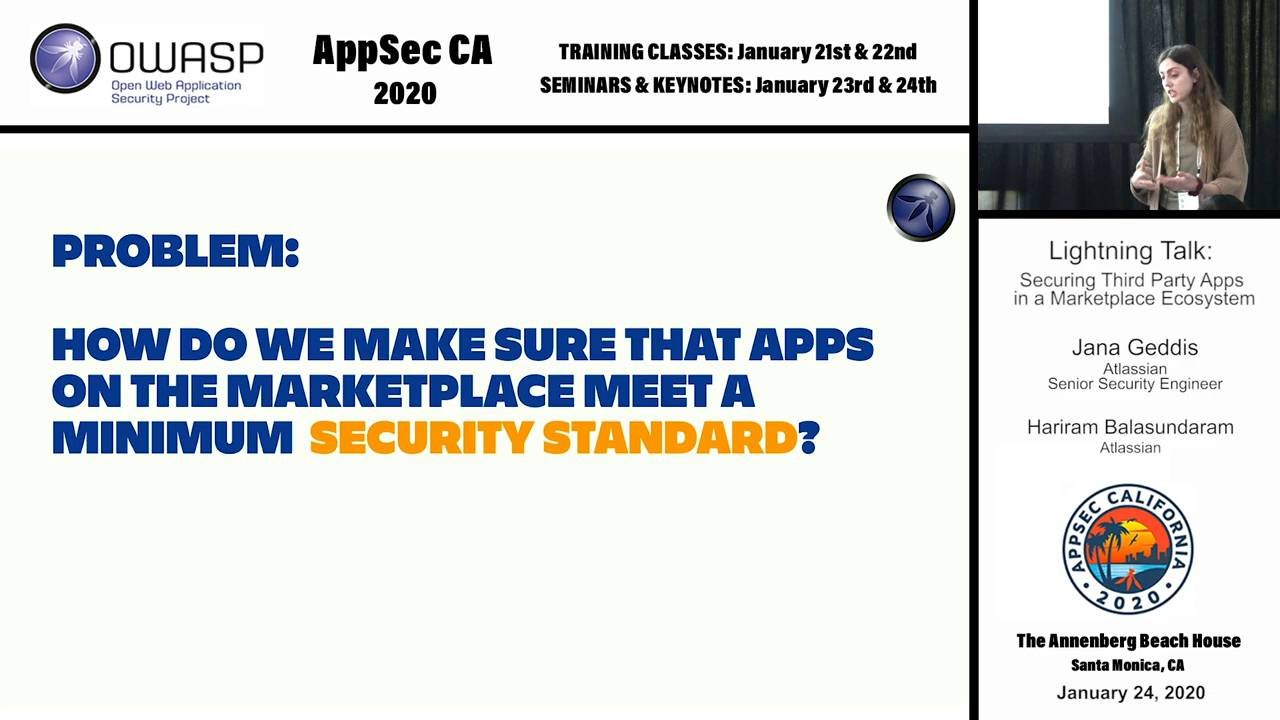 OWASP
Open Web Application
Security Project
AppSec CA
2020
TRAINING CLASSES: January 21st & 22nd
SEMINARS & KEYNOTES: January 23rd & 24th
PROBLEM:
HOW DO WE MAKE SURE THAT APPS
ON THE MARKETPLACE MEET A
MINIMUM SECURITY STANDARD?
Lightning Talk:
Securing Third Party Apps
in a Marketplace Ecosystem
Jana Geddis
Atlassian
Senior Security Engineer
Hariram Balasundaram
Atlassian
APPSEC CALIFORNIA
• 2020 •
The Annenberg Beach House
Santa Monica, CA
January 24, 2020